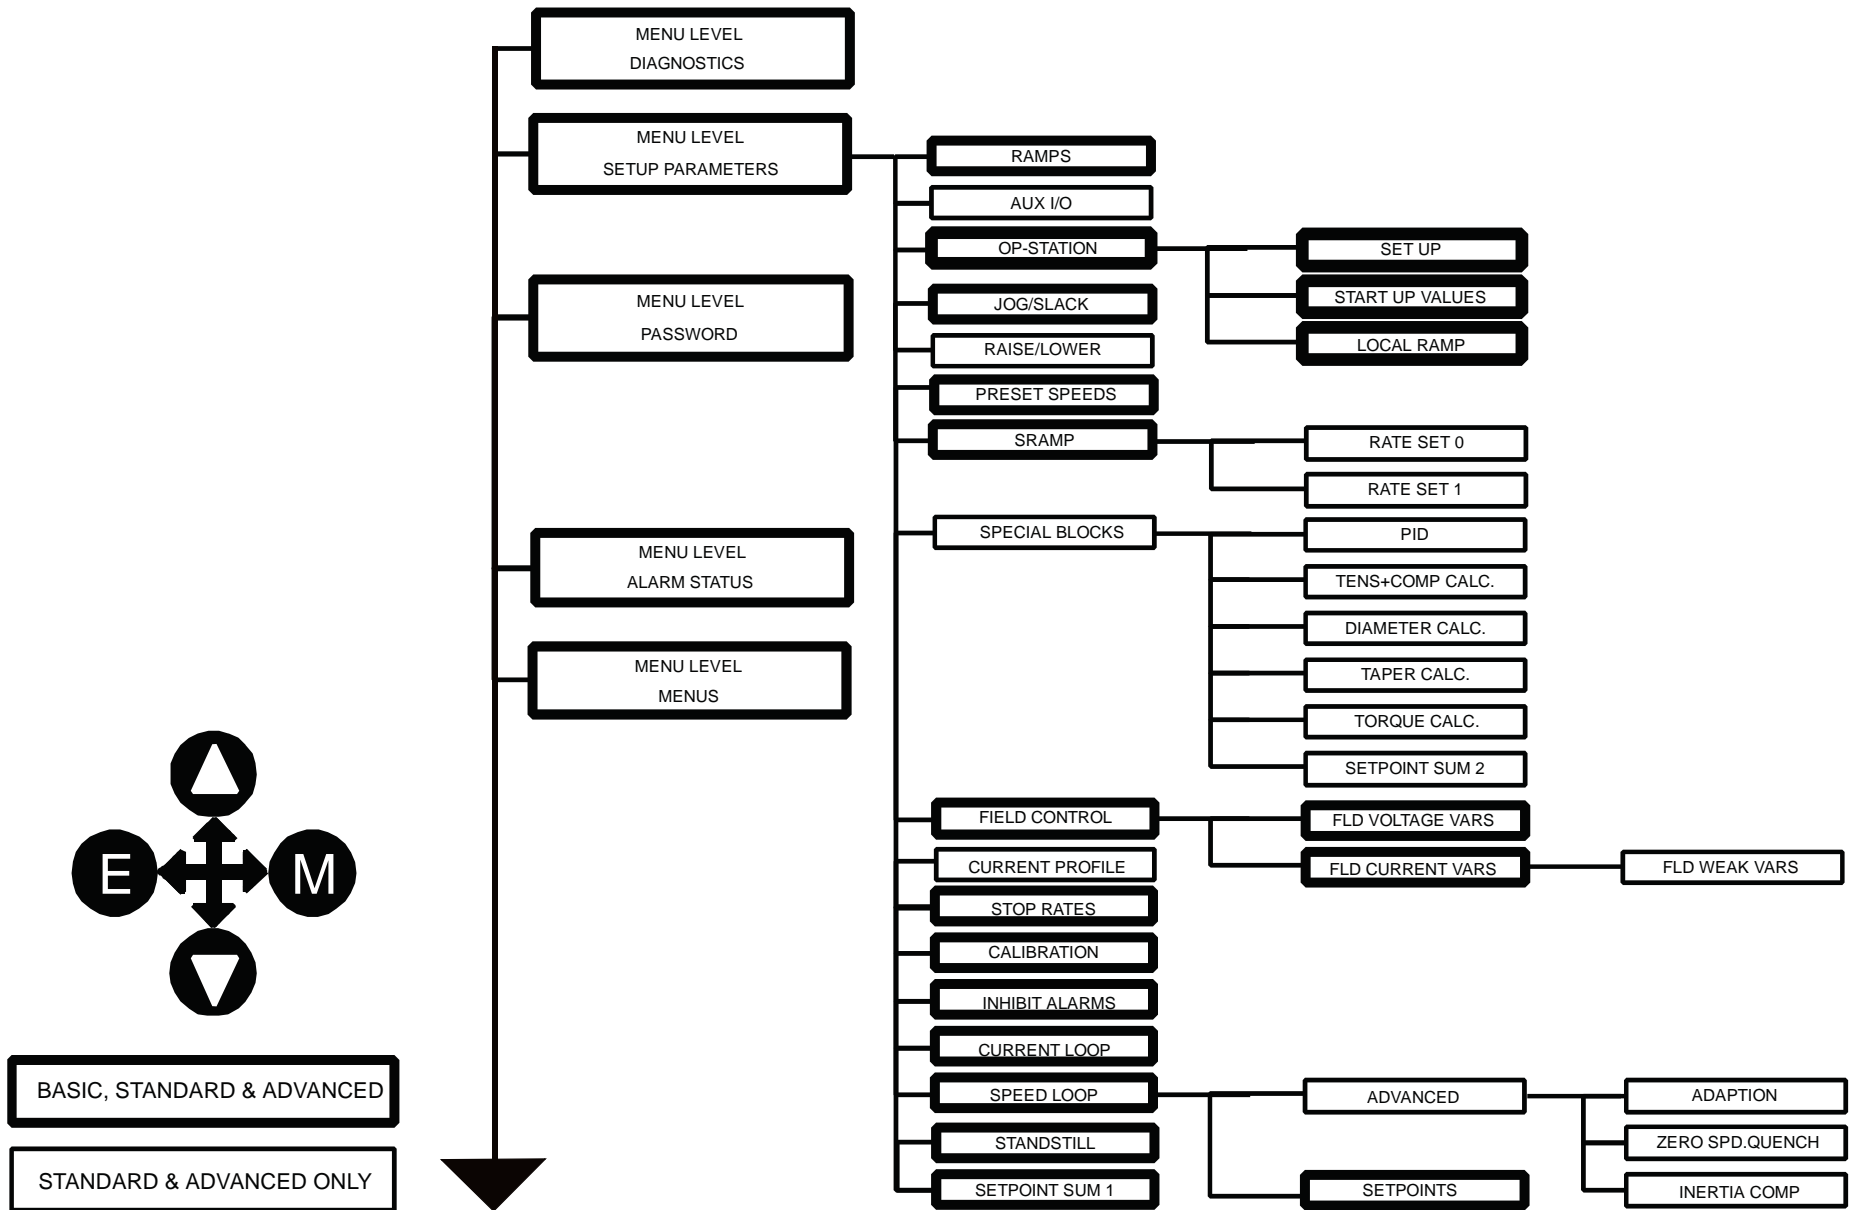 MENU LEVEL
DIAGNOSTICS
MENU LEVEL
SETUP PARAMETERS
MENU LEVEL
PASSWORD
MENU LEVEL
ALARM STATUS
MENU LEVEL
MENUS
RAMPS
AUX I/O
OP-STATION
SET UP
START UP VALUES
LOCAL RAMP
JOG/SLACK
RAISE/LOWER
PRESET SPEEDS
SRAMP
RATE SET 0
RATE SET 1
SPECIAL BLOCKS
PID
TENS+COMP CALC.
DIAMETER CALC.
TAPER CALC.
TORQUE CALC.
SETPOINT SUM 2
FIELD CONTROL
FLD VOLTAGE VARS
FLD CURRENT VARS
FLD WEAK VARS
CURRENT PROFILE
STOP RATES
CALIBRATION
INHIBIT ALARMS
CURRENT LOOP
SPEED LOOP
ADVANCED
ADAPTION
ZERO SPD.QUENCH
INERTIA COMP
SETPOINTS
STANDSTILL
SETPOINT SUM 1
E
M
BASIC, STANDARD & ADVANCED
STANDARD & ADVANCED ONLY